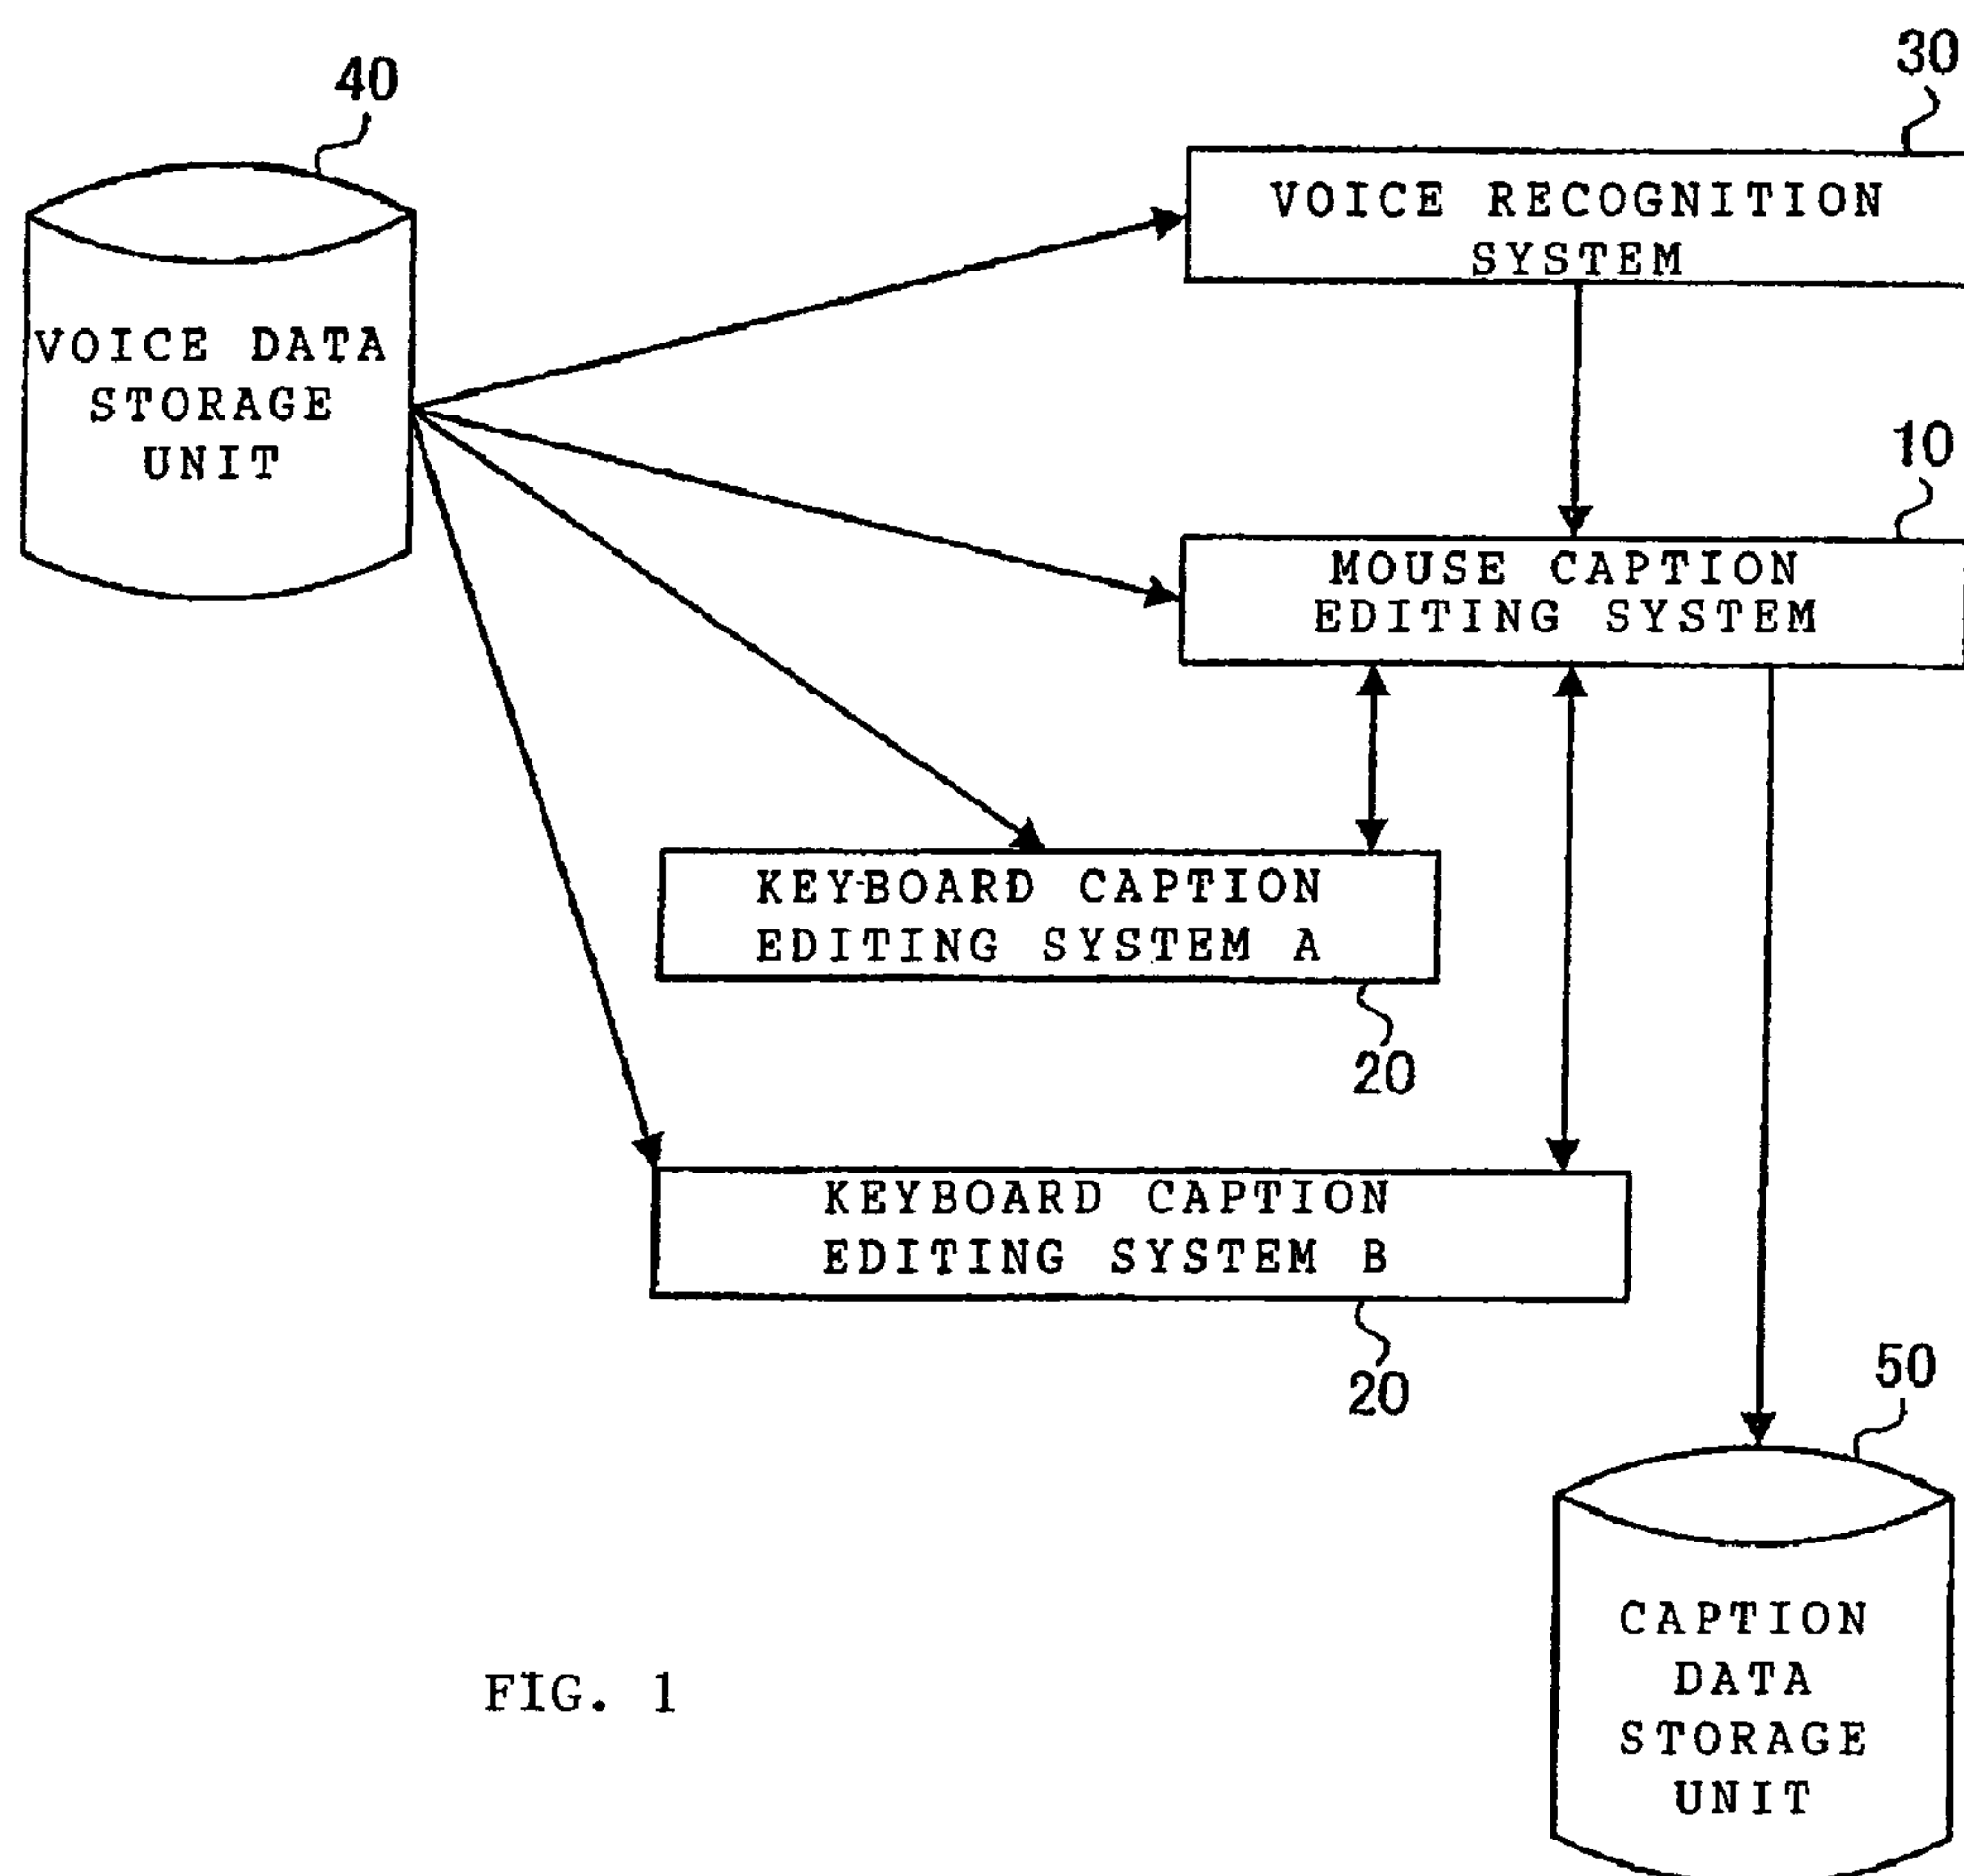 40
30
VOICE RECOGNITION
SYSTEM
VOICE DATA
STORAGE
UNIT
10
MOUSE CAPTION
EDITING SYSTEM
KEYBOARD CAPTION
EDITING SYSTEM A
20
KEYBOARD CAPTION
EDITING SYSTEM B
20
50
CAPTION
DATA
STORAGE
UNIT
FIG. 1